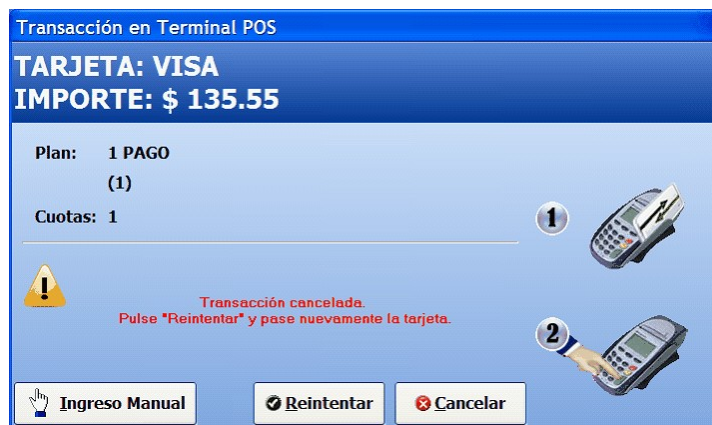 Transacción en Terminal POS
TARJETA: VISA
IMPORTE: $ 135.55
Plan: 1 PAGO
(1)
Cuotas: 1
1
Transacción cancelada.
Pulse "Reintentar" y pase nuevamente la tarjeta.
2
Ingreso Manual
Reintentar
Cancelar